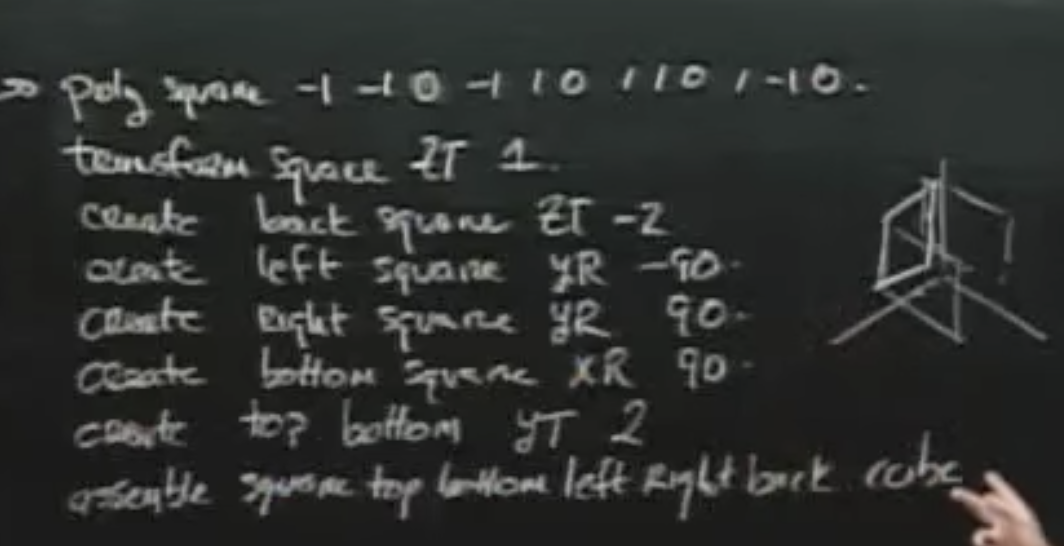 poly square -1 -1 0 -1 1 0 1 1 0 1 -1 0.
transform square ZT 1.
create back square ZT -2
create left square YR -90.
create Right square YR 90.
create bottom square XR 90.
create top bottom YT 2
assemble square top bottom left Right back cube